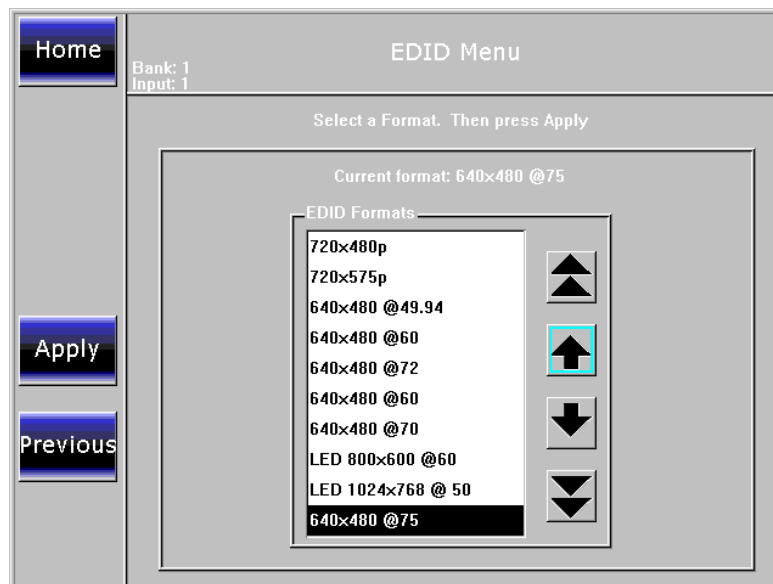 Home
EDID Menu
Bank: 1
Input: 1
Select a Format. Then press Apply
Current format: 640x480 @75
EDID Formats
720x480p
720x575p
640x480 @49.94
640x480 @60
640x480 @72
640x480 @60
640x480 @70
LED 800x600 @60
LED 1024x768 @ 50
640x480 @75
Apply
Previous